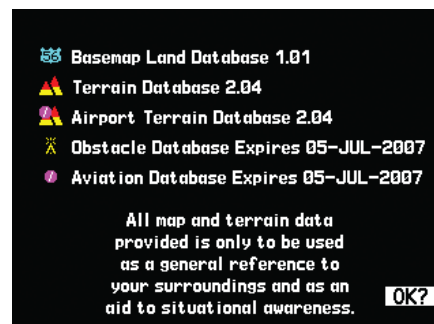 56 Basemap Land Database 1.01
Terrain Database 2.04
Airport Terrain Database 2.04
Obstacle Database Expires 05-JUL-2007
Aviation Database Expires 05-JUL-2007
All map and terrain data
provided is only to be used
as a general reference to
your surroundings and as an
aid to situational awareness.
OK?